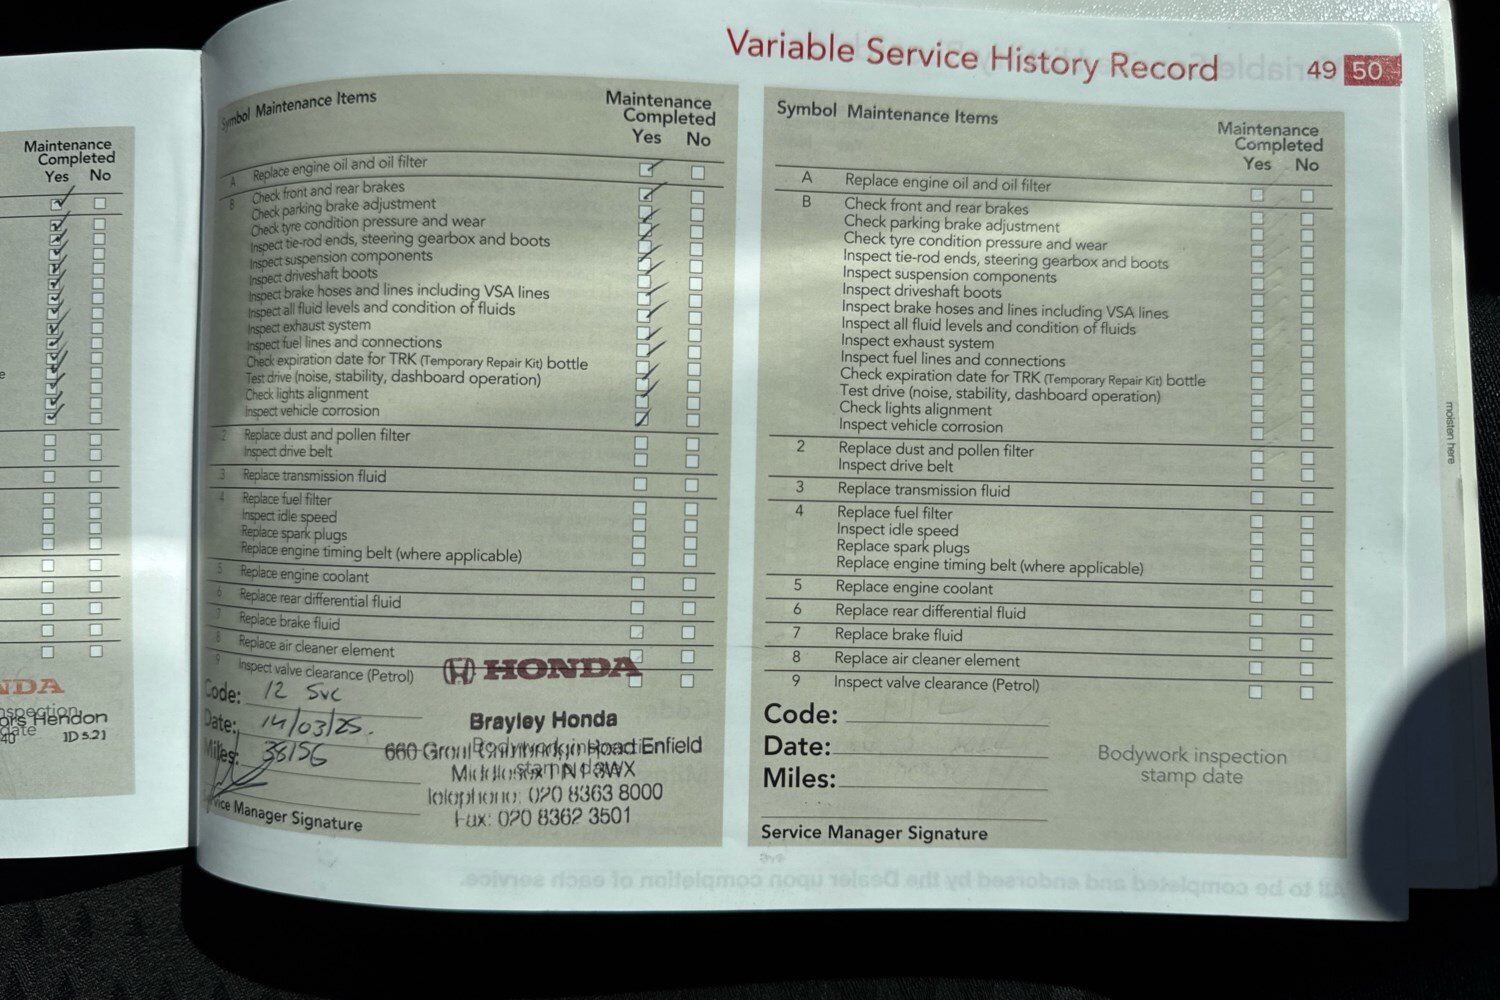 Variable Service History Record 49 50
Maintenance
Completed
Yes No
NDA
Hendon
ID 5.21
Symbol Maintenance Items
Maintenance
Completed
Yes No
A Replace engine oil and oil filter
B Check front and rear brakes
Check parking brake adjustment
Check tyre condition pressure and wear
Inspect tie-rod ends, steering gearbox and boots
Inspect suspension components
Inspect driveshaft boots
Inspect brake hoses and lines including VSA lines
Inspect all fluid levels and condition of fluids
Inspect exhaust system
Inspect fuel lines and connections
Check expiration date for TRK (Temporary Repair Kit) bottle
Test drive (noise, stability, dashboard operation)
Check lights alignment
Inspect vehicle corrosion
2 Replace dust and pollen filter
Inspect drive belt
3 Replace transmission fluid
4 Replace fuel filter
Inspect idle speed
Replace spark plugs
Replace engine timing belt (where applicable)
5 Replace engine coolant
6 Replace rear differential fluid
7 Replace brake fluid
8 Replace air cleaner element
9 Inspect valve clearance (Petrol)
HONDA
Code: 12 SVC
Date: 14/03/25.
Miles: 38156
Brayley Honda
660 Road Enfield
3WX
Telephone: 020 8363 8000
Fax: 020 8362 3501
Service Manager Signature
Symbol Maintenance Items
Maintenance
Completed
Yes No
A Replace engine oil and oil filter
B Check front and rear brakes
Check parking brake adjustment
Check tyre condition pressure and wear
Inspect tie-rod ends, steering gearbox and boots
Inspect suspension components
Inspect driveshaft boots
Inspect brake hoses and lines including VSA lines
Inspect all fluid levels and condition of fluids
Inspect exhaust system
Inspect fuel lines and connections
Check expiration date for TRK (Temporary Repair Kit) bottle
Test drive (noise, stability, dashboard operation)
Check lights alignment
Inspect vehicle corrosion
2 Replace dust and pollen filter
Inspect drive belt
3 Replace transmission fluid
4 Replace fuel filter
Inspect idle speed
Replace spark plugs
Replace engine timing belt (where applicable)
5 Replace engine coolant
6 Replace rear differential fluid
7 Replace brake fluid
8 Replace air cleaner element
9 Inspect valve clearance (Petrol)
Code:
Date:
Miles:
Bodywork inspection
stamp date
Service Manager Signature
moisten here